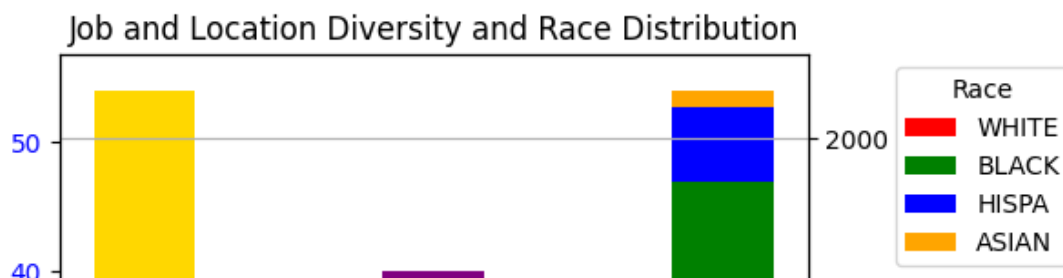 Job and Location Diversity and Race Distribution
50
40
2000
Race
WHITE
BLACK
HISPA
ASIAN